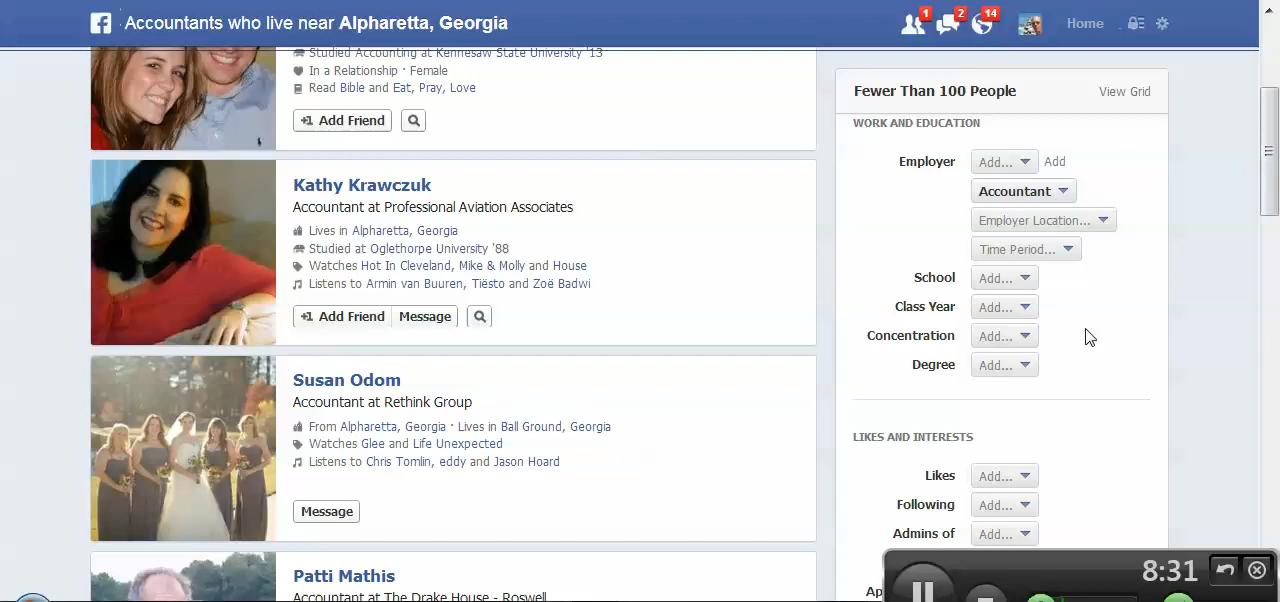 f Accountants who live near Alpharetta, Georgia
1
2
14
Home
Studied Accounting at Kennesaw State University '13
In a Relationship · Female
Read Bible and Eat, Pray, Love
+1 Add Friend
Kathy Krawczuk
Accountant at Professional Aviation Associates
Lives in Alpharetta, Georgia
Studied at Oglethorpe University '88
Watches Hot In Cleveland, Mike & Molly and House
Listens to Armin van Buuren, Tiësto and Zoë Badwi
+1 Add Friend Message
Susan Odom
Accountant at Rethink Group
From Alpharetta, Georgia · Lives in Ball Ground, Georgia
Watches Glee and Life Unexpected
Listens to Chris Tomlin, eddy and Jason Hoard
Message
Patti Mathis
Accountant at The Drake House - Roswell
Fewer Than 100 People View Grid
WORK AND EDUCATION
Employer Add... Add
Accountant
Employer Location...
Time Period...
School Add...
Class Year Add...
Concentration Add...
Degree Add...
LIKES AND INTERESTS
Likes Add...
Following Add...
Admins of Add...
Ap
8:31